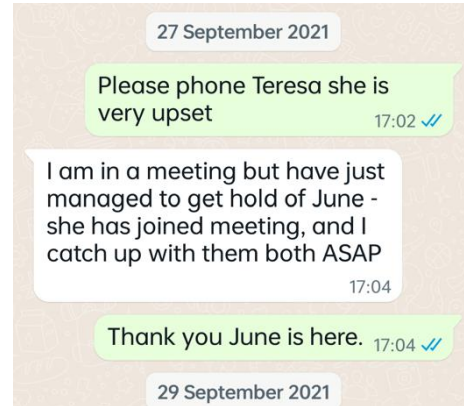 27 September 2021
Please phone Teresa she is
very upset
17:02
I am in a meeting but have just
managed to get hold of June -
she has joined meeting, and I
catch up with them both ASAP
17:04
Thank you June is here. 17:04
29 September 2021